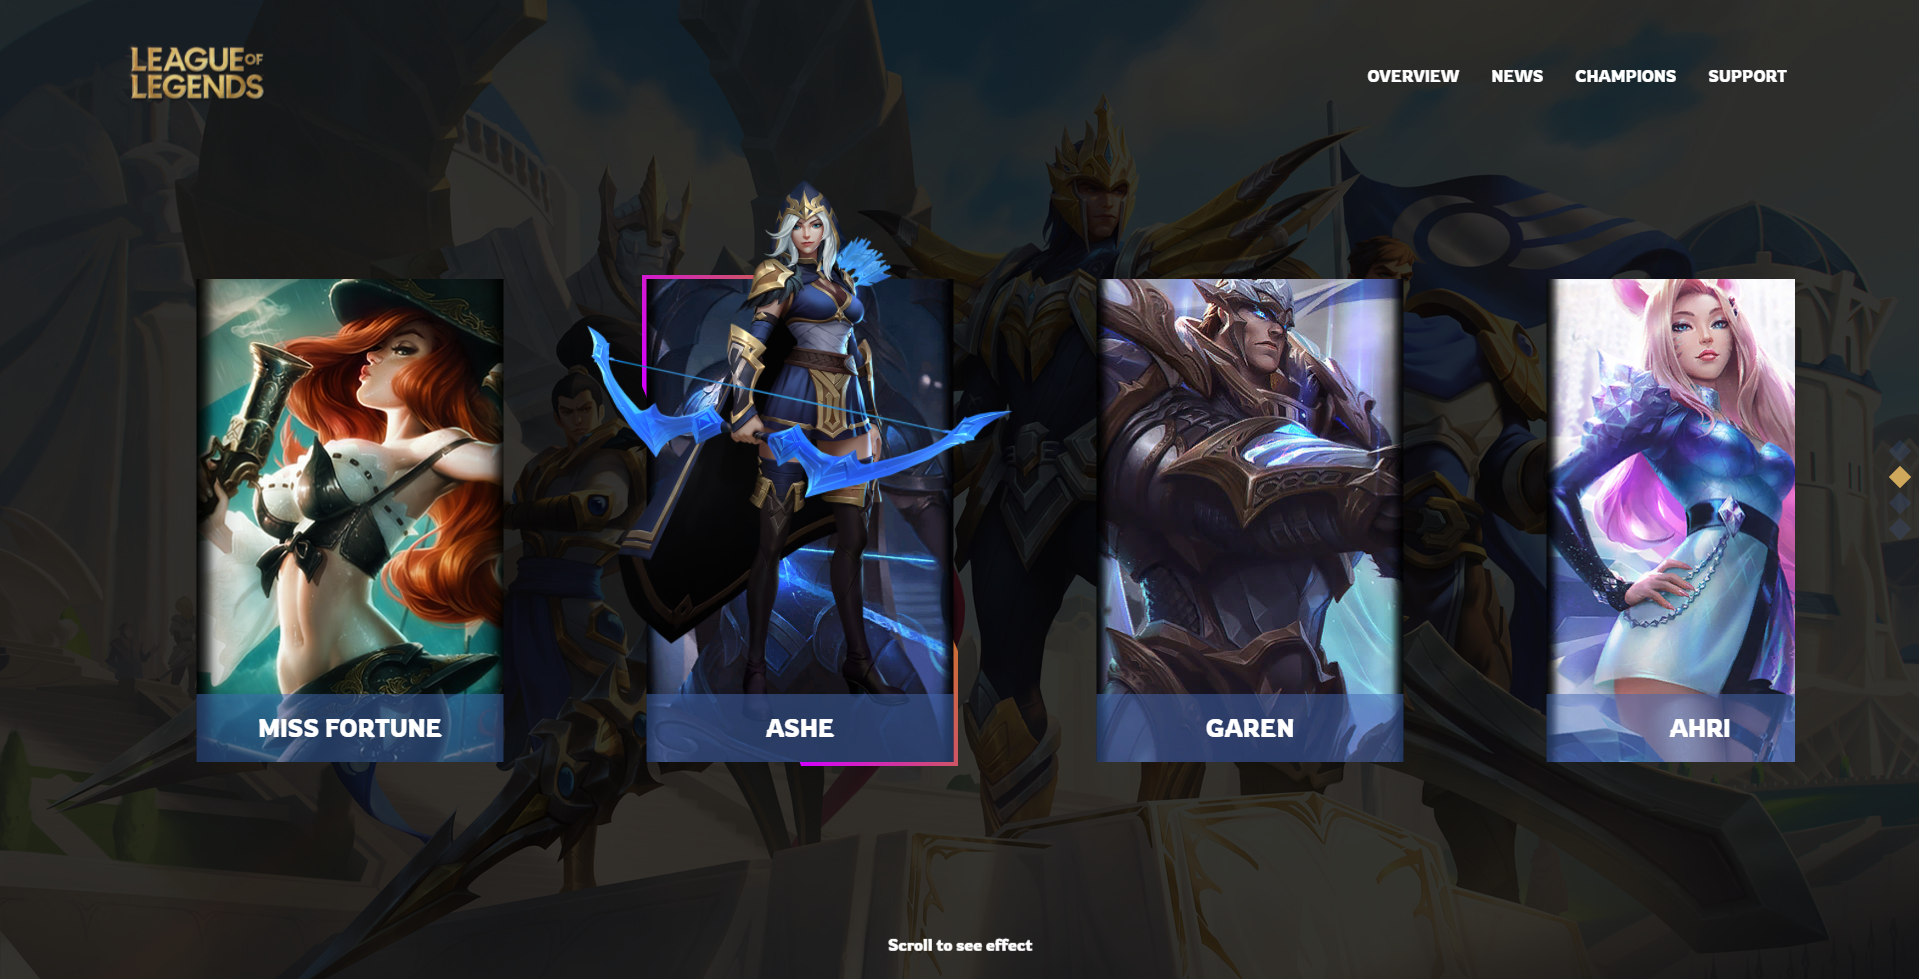 LEAGUE OF
LEGENDS
OVERVIEW NEWS CHAMPIONS SUPPORT
MISS FORTUNE
ASHE
GAREN
AHRI
Scroll to see effect